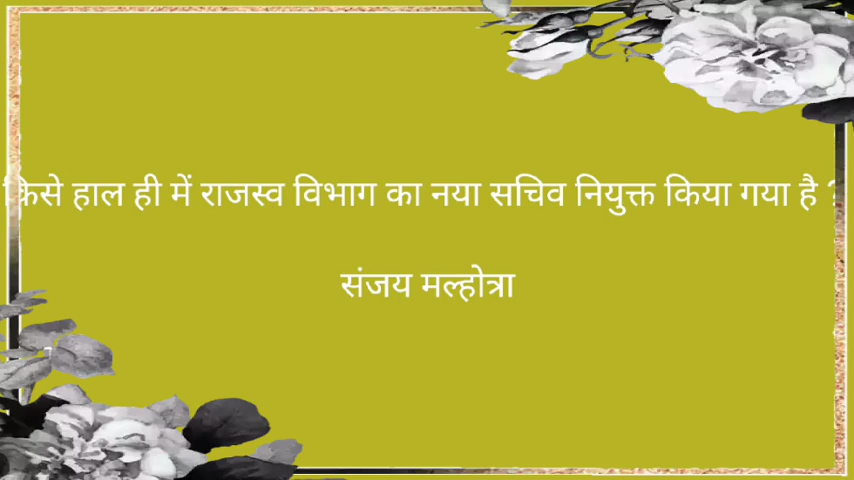 किसे हाल ही में राजस्व विभाग का नया सचिव नियुक्त किया गया है ?
संजय मल्होत्रा